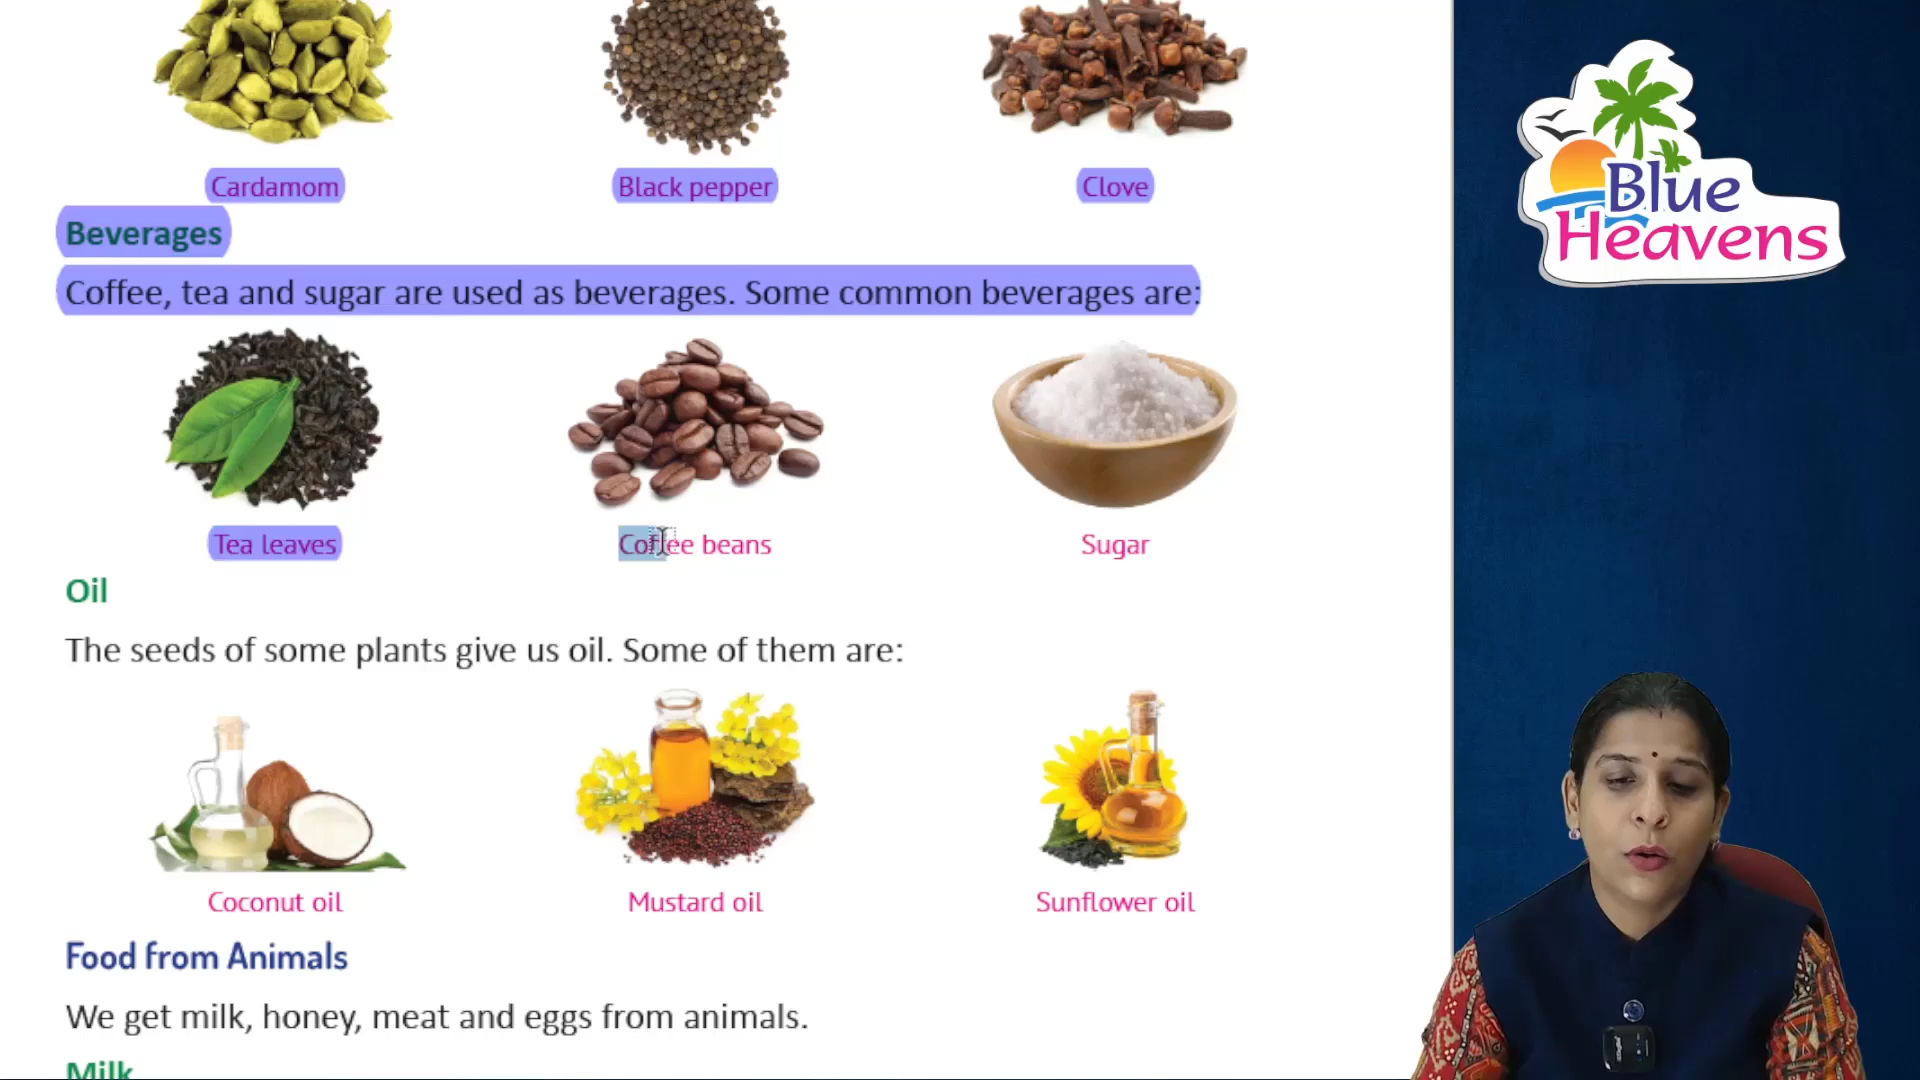 Cardamom
Black pepper
Clove
Beverages
Coffee, tea and sugar are used as beverages. Some common beverages are:
Tea leaves
Coffee beans
Sugar
Oil
The seeds of some plants give us oil. Some of them are:
Coconut oil
Mustard oil
Sunflower oil
Food from Animals
We get milk, honey, meat and eggs from animals.
Milk
Blue
Heavens